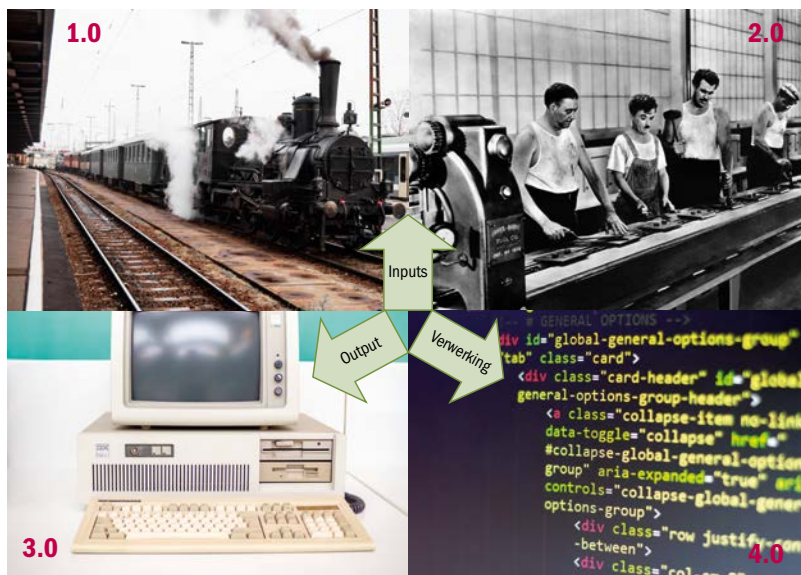 1.0
2.0
Inputs
Output
Verwerking
3.0
4.0
<!-- # GENERAL OPTIONS -->
div id="global-general-options-group"
"tab" class="card">
<div class="card-header" id="global
general-options-group-header">
<a class="collapse-item no-link
data-toggle="collapse" href="
#collapse-global-general-option
group" aria-expanded="true" ari
controls="collapse-global-gener
options-group">
<div class="row justify-con
-between">
<div class="col